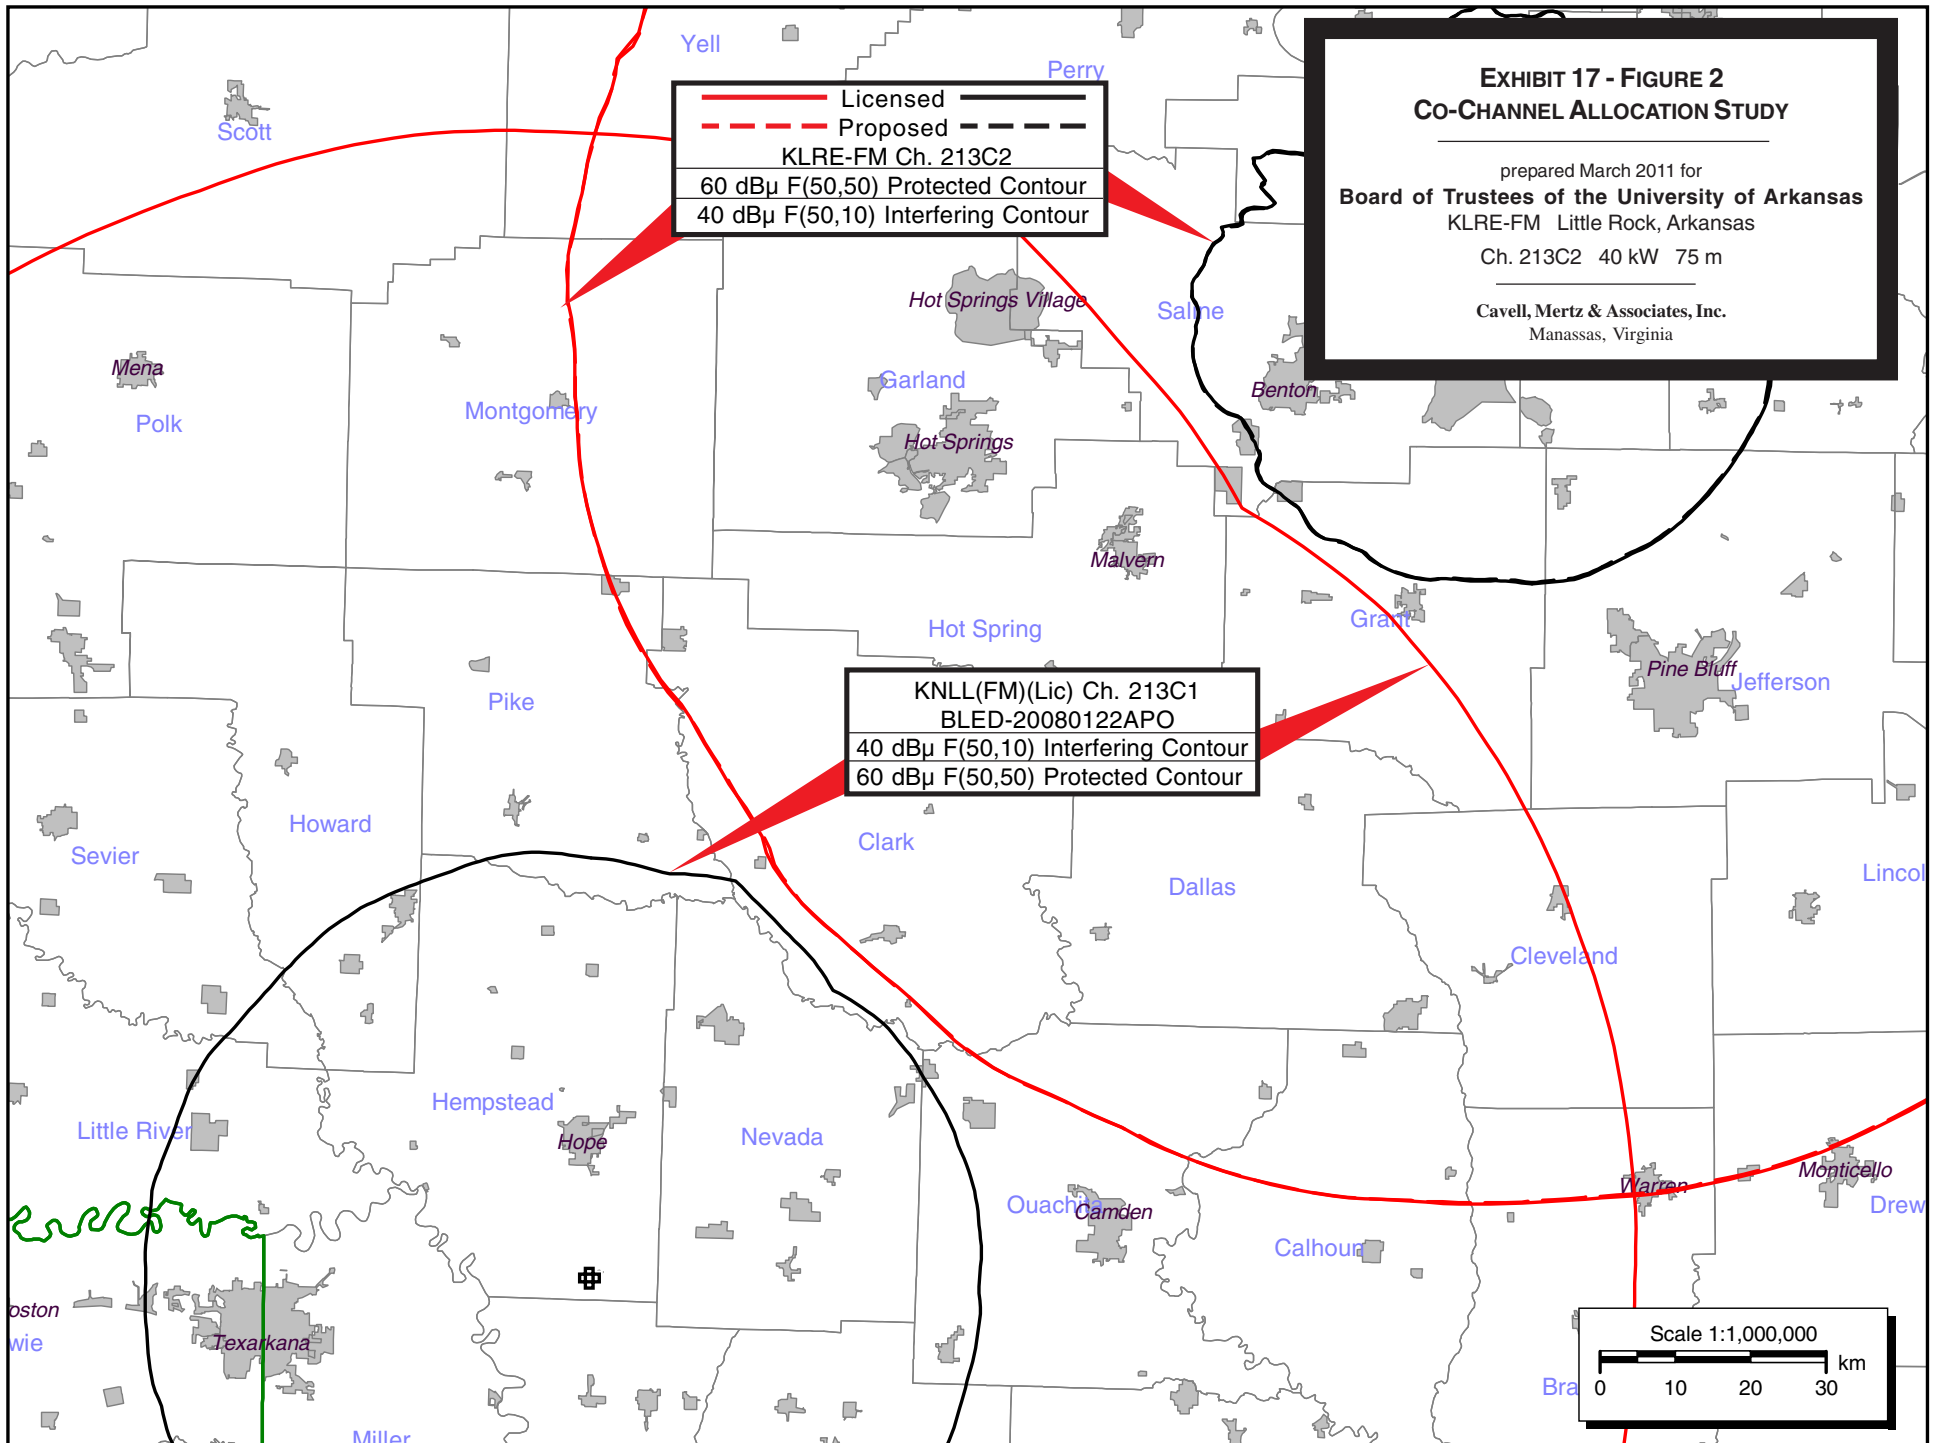 Yell
Perry
Scott
EXHIBIT 17 - FIGURE 2
CO-CHANNEL ALLOCATION STUDY
prepared March 2011 for
Board of Trustees of the University of Arkansas
KLRE-FM Little Rock, Arkansas
Ch. 213C2 40 kW 75 m
Cavell, Mertz & Associates, Inc.
Manassas, Virginia
Licensed
Proposed
KLRE-FM Ch. 213C2
60 dBµ F(50,50) Protected Contour
40 dBµ F(50,10) Interfering Contour
Hot Springs Village
Saline
Mena
Garland
Benton
Polk
Montgomery
Hot Springs
Malvern
Hot Spring
Grant
Pine Bluff
Jefferson
Pike
KNLL(FM)(Lic) Ch. 213C1
BLED-20080122APO
40 dBµ F(50,10) Interfering Contour
60 dBµ F(50,50) Protected Contour
Howard
Sevier
Clark
Dallas
Lincol
Cleveland
Hempstead
Little River
Hope
Nevada
Monticello
Warren
Ouachita
Camden
Drew
Calhoun
oston
wie
Texarkana
Miller
Bra
Scale 1:1,000,000
km
0 10 20 30